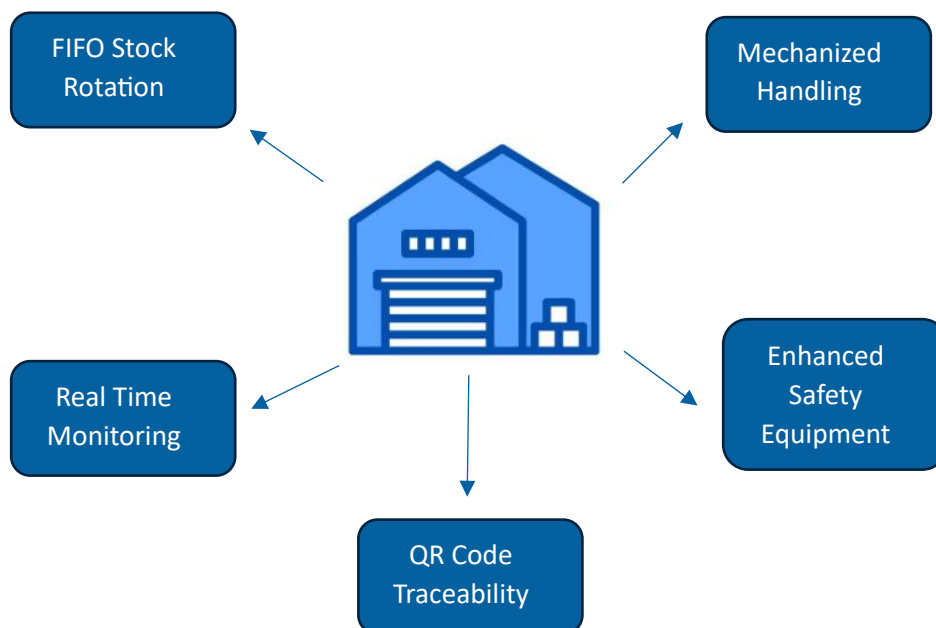 FIFO Stock
Rotation
Mechanized
Handling
Real Time
Monitoring
Enhanced
Safety
Equipment
QR Code
Traceability